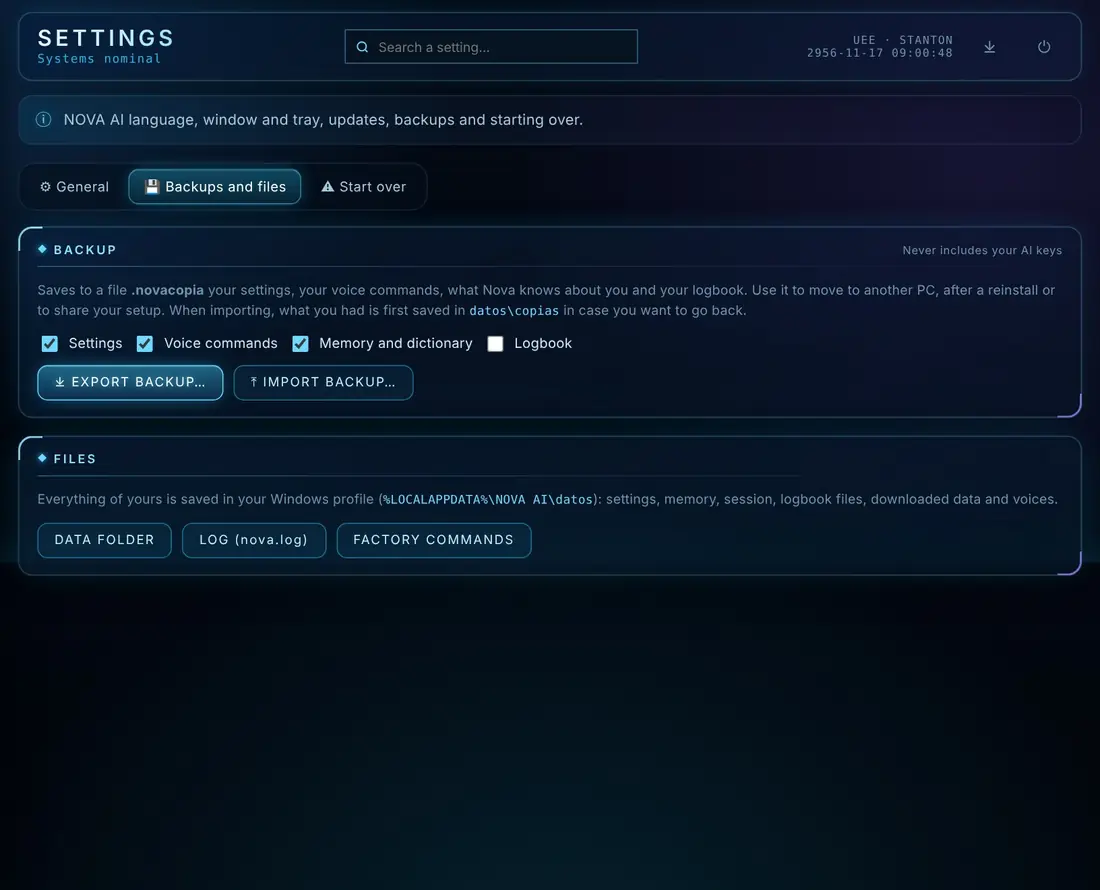 SETTINGS
Systems nominal
Search a setting...
UEE · STANTON
2956-11-17 09:00:48
NOVA AI language, window and tray, updates, backups and starting over.
General
Backups and files
Start over
BACKUP
Never includes your AI keys
Saves to a file .novacopia your settings, your voice commands, what Nova knows about you and your logbook. Use it to move to another PC, after a reinstall or
to share your setup. When importing, what you had is first saved in datos\copias in case you want to go back.
Settings Voice commands Memory and dictionary Logbook
EXPORT BACKUP… IMPORT BACKUP…
FILES
Everything of yours is saved in your Windows profile (%LOCALAPPDATA%\NOVA AI\datos): settings, memory, session, logbook files, downloaded data and voices.
DATA FOLDER LOG (nova.log) FACTORY COMMANDS